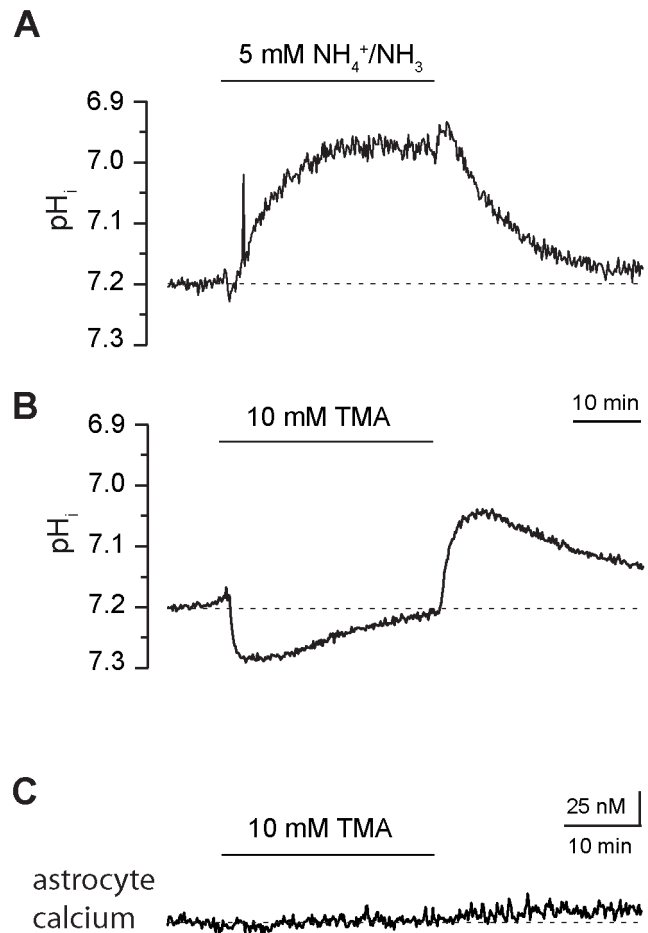 A
5 mM NH₄⁺/NH₃
6.9
7.0
7.1
7.2
7.3
pHᵢ
B
10 mM TMA
10 min
6.9
7.0
7.1
7.2
7.3
pHᵢ
C
10 mM TMA
25 nM
10 min
astrocyte
calcium